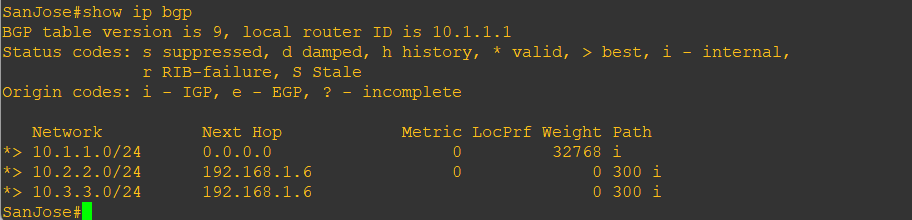 SanJose#show ip bgp
BGP table version is 9, local router ID is 10.1.1.1
Status codes: s suppressed, d damped, h history, * valid, > best, i - internal,
              r RIB-failure, S Stale
Origin codes: i - IGP, e - EGP, ? - incomplete

   Network          Next Hop            Metric LocPrf Weight Path
*> 10.1.1.0/24      0.0.0.0                  0         32768 i
*> 10.2.2.0/24      192.168.1.6              0             0 300 i
*> 10.3.3.0/24      192.168.1.6                            0 300 i
SanJose#